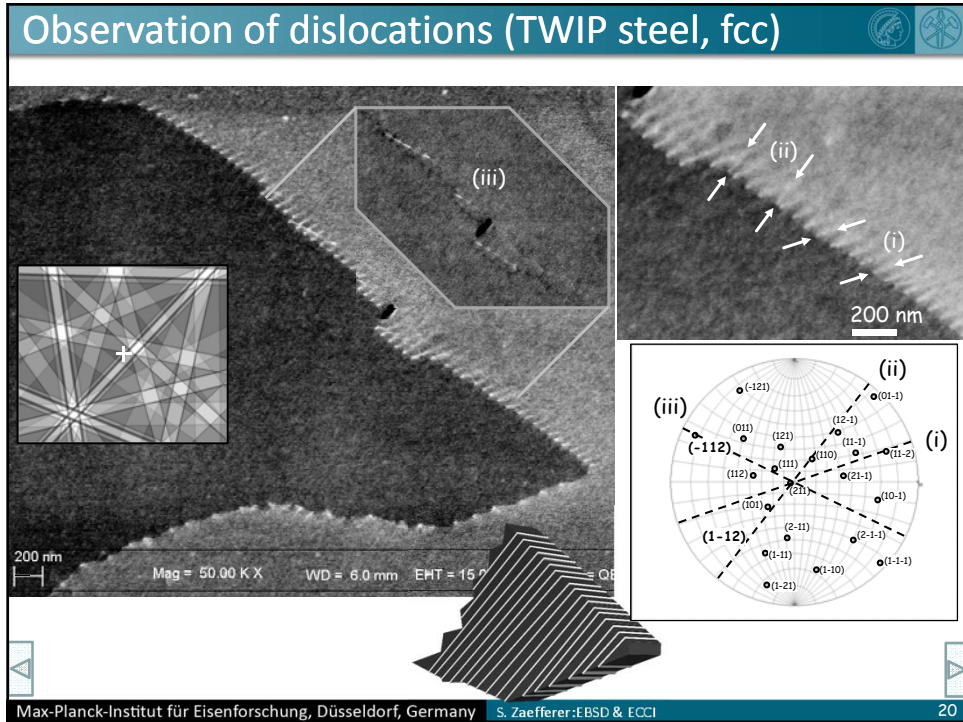 Observation of dislocations (TWIP steel, fcc)
(iii)
200 nm
Mag = 50.00 K X WD = 6.0 mm EHT = 15.0
(ii)
(i)
200 nm
(ii)
(-121)
(01-1)
(iii)
(12-1)
(011)
(121)
(i)
(-112)
(110)
(11-1)
(11-2)
(111)
(112)
(21-1)
(211)
(10-1)
(101)
(1-12)
(2-11)
(2-1-1)
(1-11)
(1-1-1)
(1-10)
(1-21)
Max-Planck-Institut für Eisenforschung, Düsseldorf, Germany S. Zaefferer:EBSD & ECCI 20